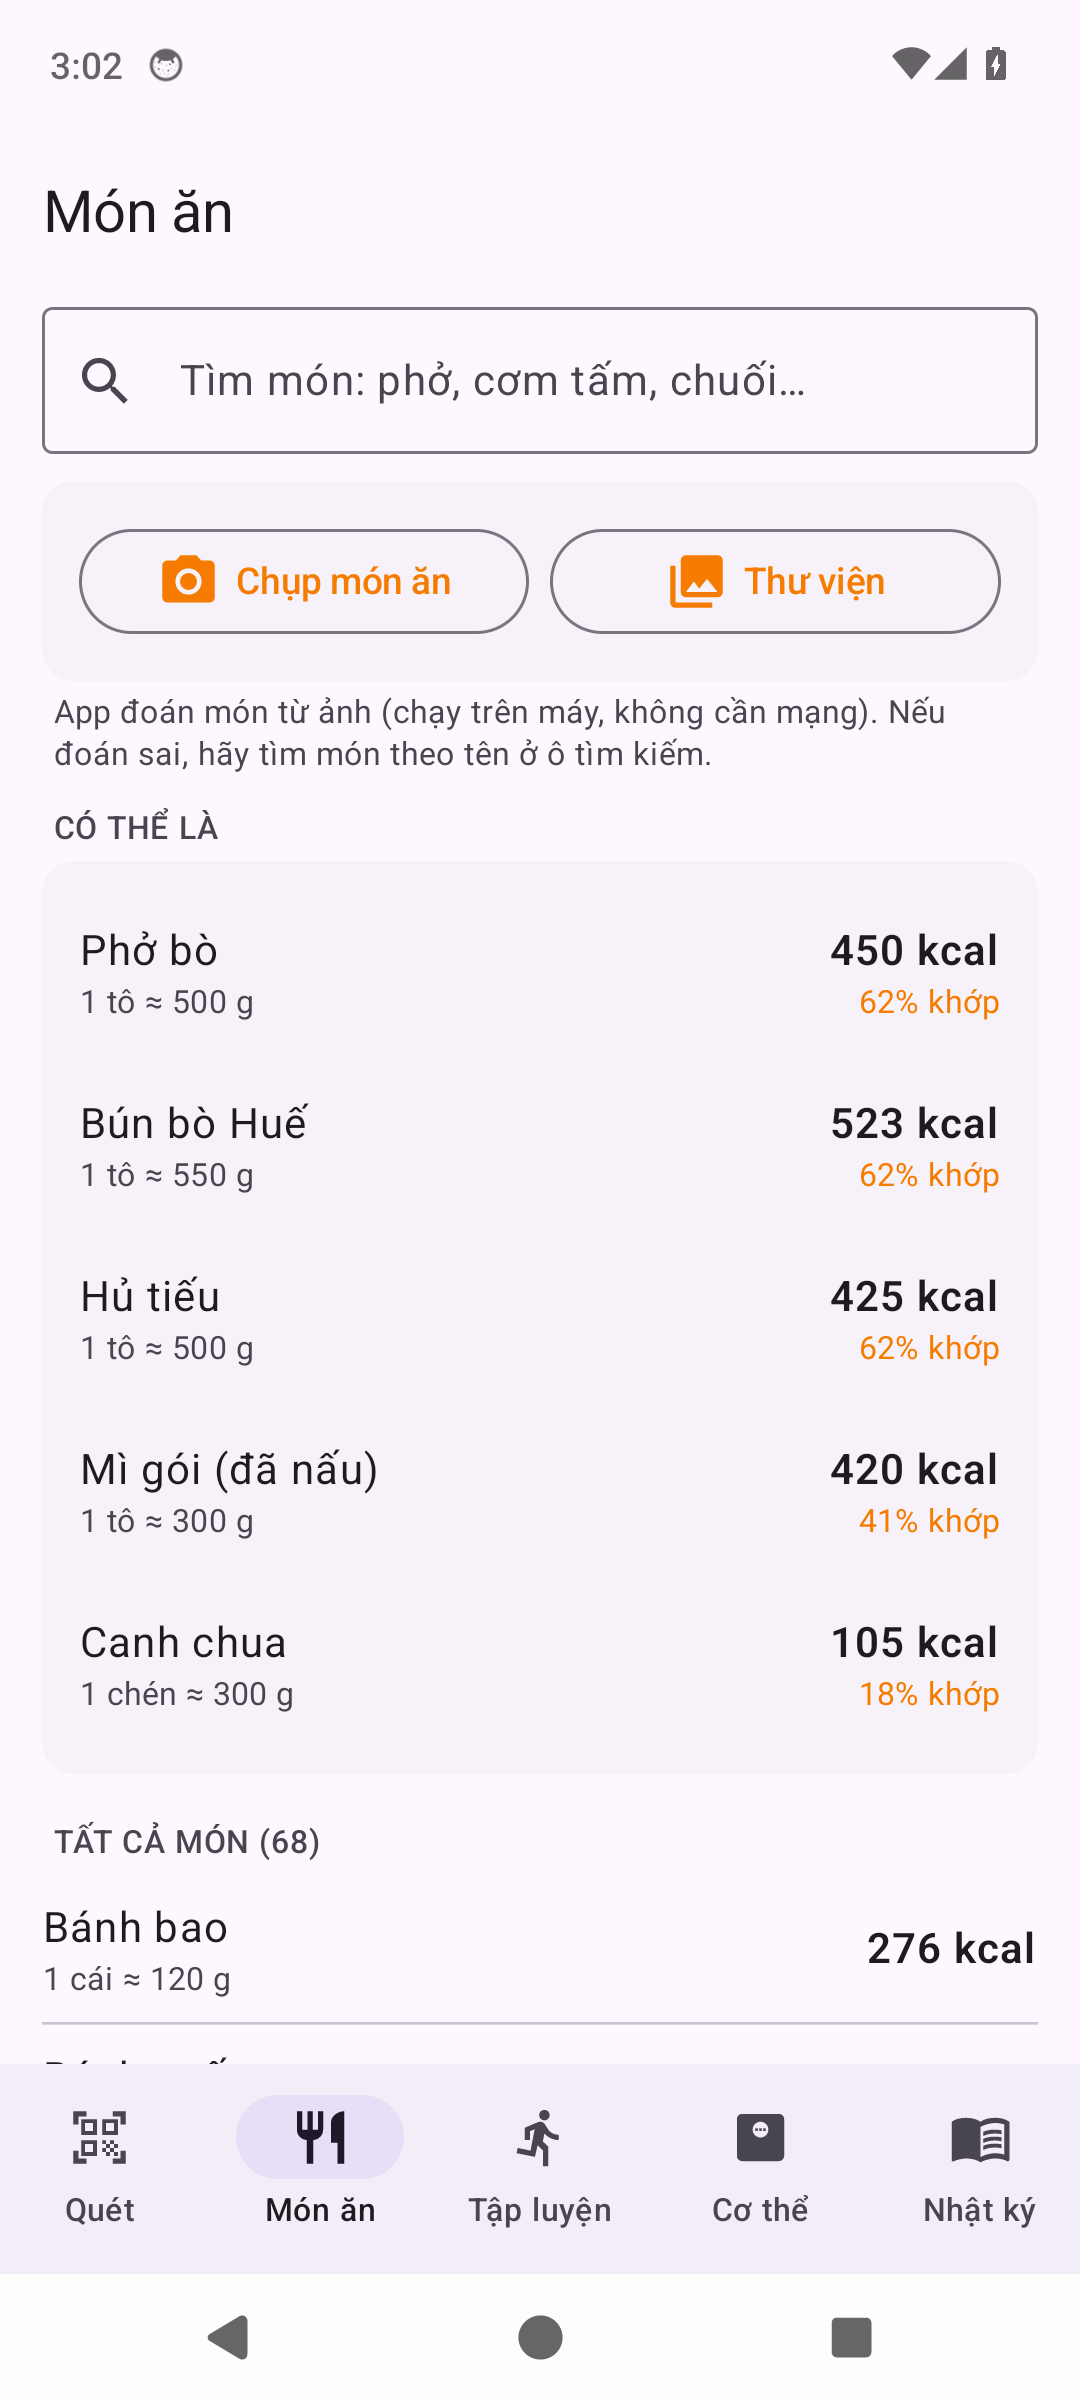 3:02
Món ăn
Tìm món: phở, cơm tấm, chuối...
Chụp món ăn
Thư viện
App đoán món từ ảnh (chạy trên máy, không cần mạng). Nếu
đoán sai, hãy tìm món theo tên ở ô tìm kiếm.
CÓ THỂ LÀ
Phở bò
450 kcal
1 tô ≈ 500 g
62% khớp
Bún bò Huế
523 kcal
1 tô ≈ 550 g
62% khớp
Hủ tiếu
425 kcal
1 tô ≈ 500 g
62% khớp
Mì gói (đã nấu)
420 kcal
1 tô ≈ 300 g
41% khớp
Canh chua
105 kcal
1 chén ≈ 300 g
18% khớp
TẤT CẢ MÓN (68)
Bánh bao
276 kcal
1 cái ≈ 120 g
Quét
Món ăn
Tập luyện
Cơ thể
Nhật ký